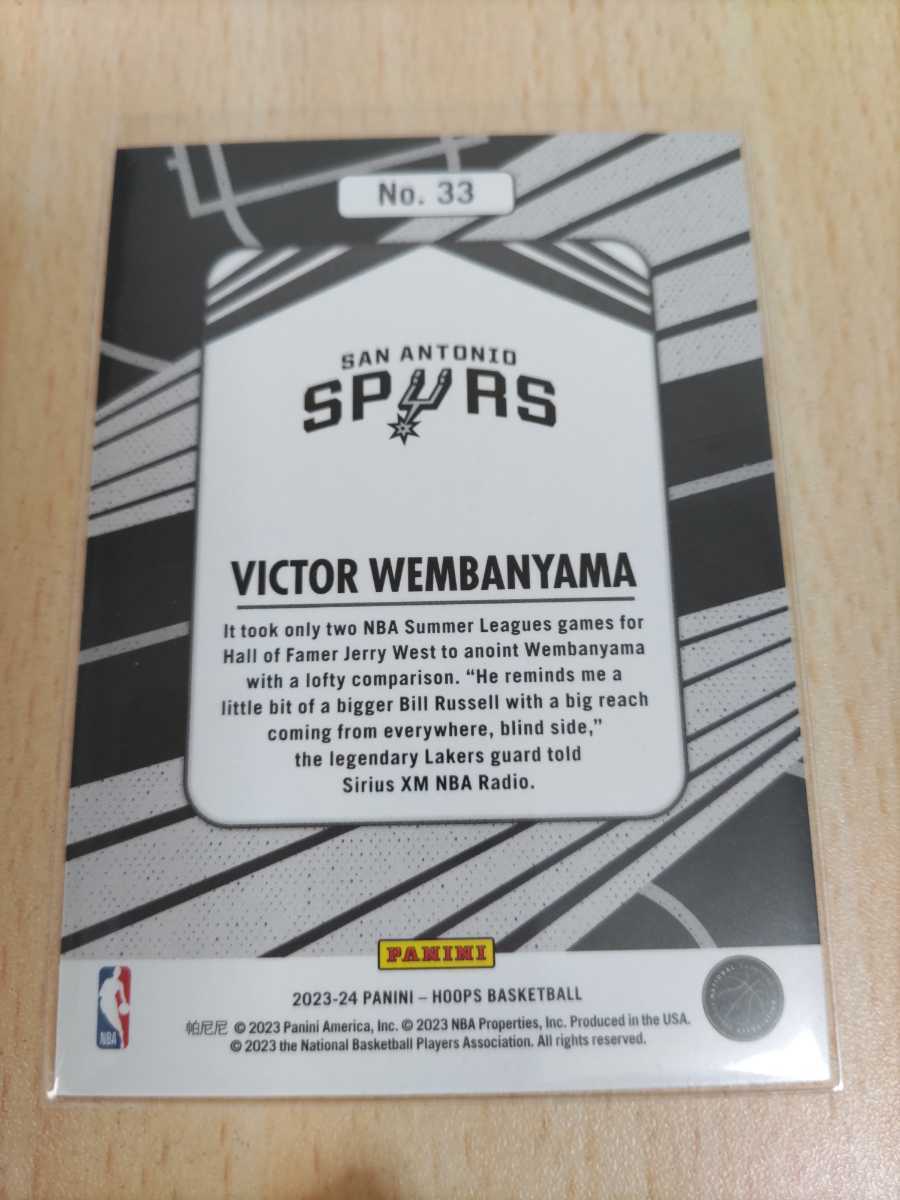 No. 33
SAN ANTONIO
SPURS
VICTOR WEMBANYAMA
It took only two NBA Summer Leagues games for
Hall of Famer Jerry West to anoint Wembanyama
with a lofty comparison. “He reminds me a
little bit of a bigger Bill Russell with a big reach
coming from everywhere, blind side,”
the legendary Lakers guard told
Sirius XM NBA Radio.
PANINI
2023-24 PANINI – HOOPS BASKETBALL
帕尼尼 © 2023 Panini America, Inc. © 2023 NBA Properties, Inc. Produced in the USA.
© 2023 the National Basketball Players Association. All rights reserved.
NBA